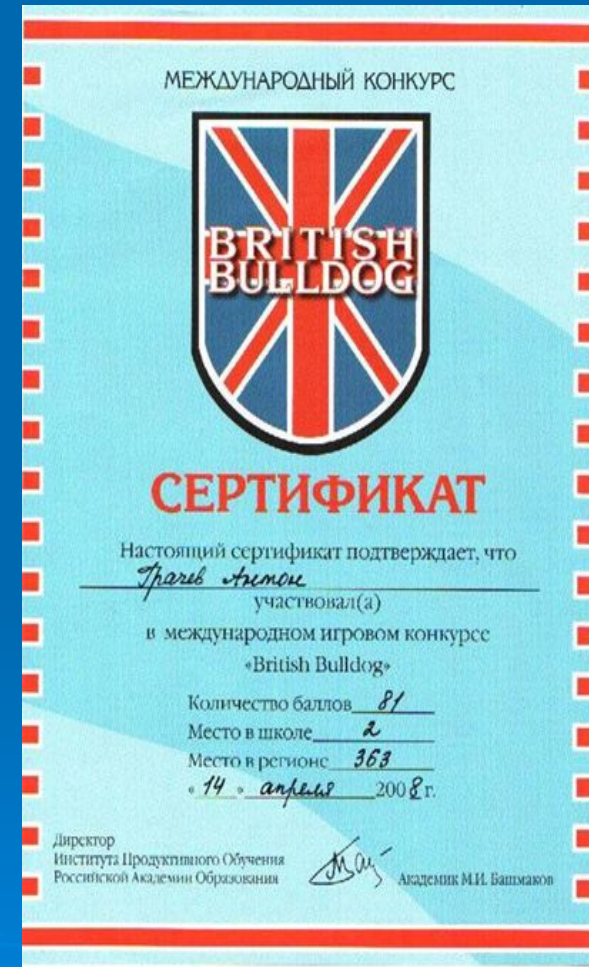 МЕЖДУНАРОДНЫЙ КОНКУРС
BRITISH
BULLDOG
СЕРТИФИКАТ
Настоящий сертификат подтверждает, что
Грачев Антон
участвовал(а)
в международном игровом конкурсе
«British Bulldog»
Количество баллов 81
Место в школе 2
Место в регионе 363
« 14 » апреля 2008 г.
Директор
Института Продуктивного Обучения
Российской Академии Образования
Академик М.И. Башмаков